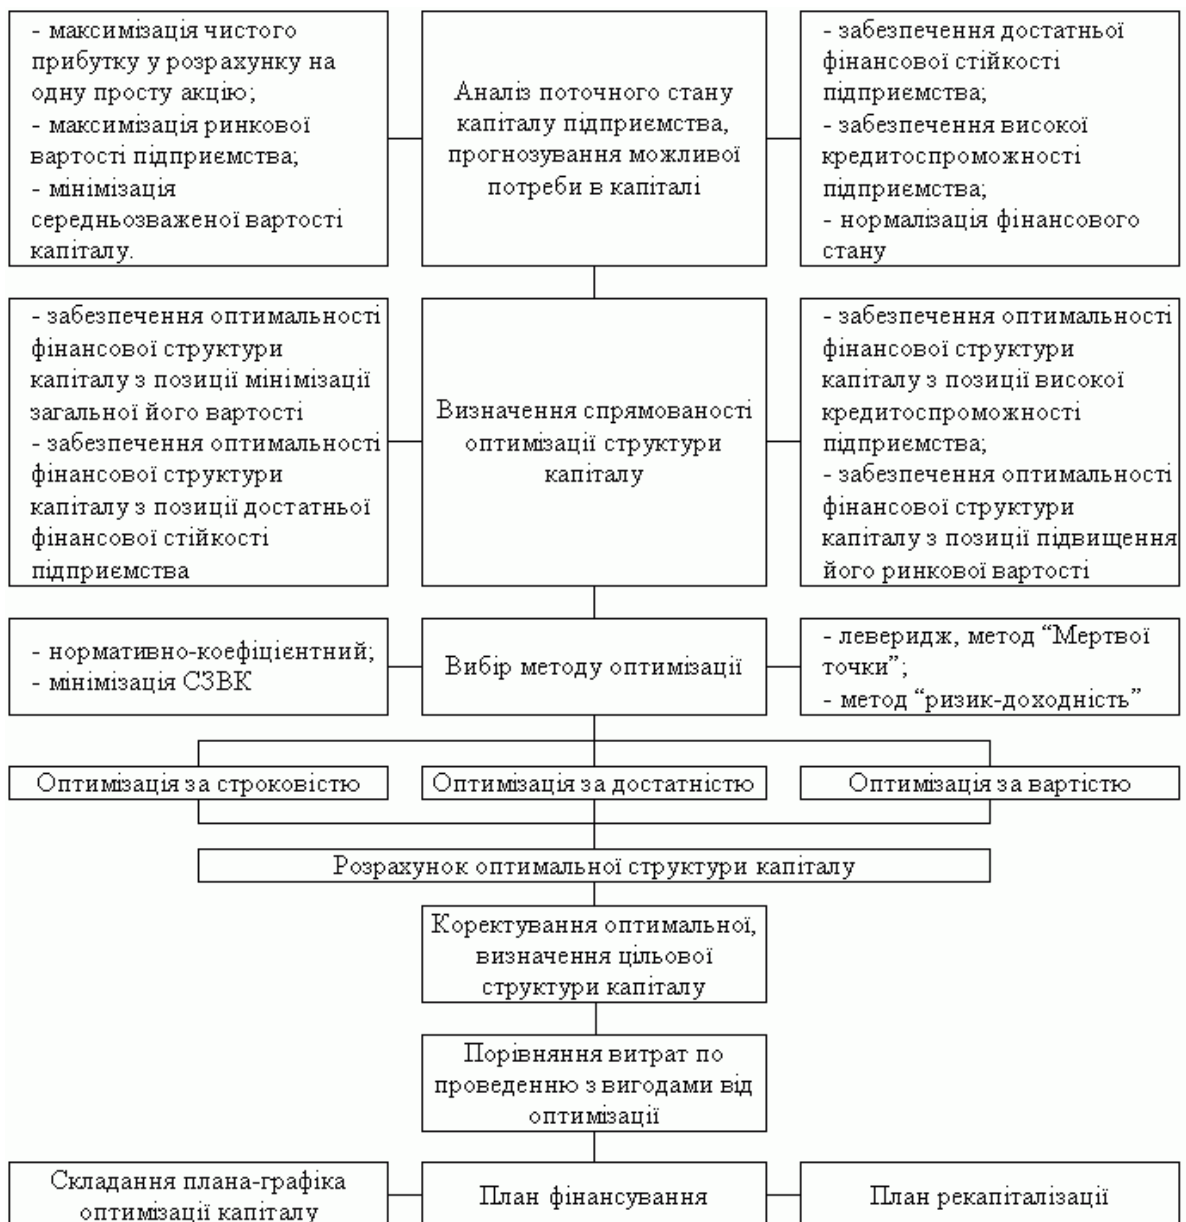 - максимізація чистого
прибутку у розрахунку на
одну просту акцію;
- максимізація ринкової
вартості підприємства;
- мінімізація
середньозваженої вартості
капіталу.
Аналіз поточного стану
капіталу підприємства,
прогнозування можливої
потреби в капіталі
- забезпечення достатньої
фінансової стійкості
підприємства;
- забезпечення високої
кредитоспроможності
підприємства;
- нормалізація фінансового
стану
- забезпечення оптимальності
фінансової структури
капіталу з позиції мінімізації
загальної його вартості
- забезпечення оптимальності
фінансової структури
капіталу з позиції достатньої
фінансової стійкості
підприємства
Визначення спрямованості
оптимізації структури
капіталу
- забезпечення оптимальності
фінансової структури
капіталу з позиції високої
кредитоспроможності
підприємства;
- забезпечення оптимальності
фінансової структури
капіталу з позиції підвищення
його ринкової вартості
- нормативно-коефіцієнтний;
- мінімізація СЗВК
Вибір методу оптимізації
- леверидж, метод “Мертвої
точки”;
- метод “ризик-доходність”
Оптимізація за строковістю
Оптимізація за достатністю
Оптимізація за вартістю
Розрахунок оптимальної структури капіталу
Коректування оптимальної,
визначення цільової
структури капіталу
Порівняння витрат по
проведенню з вигодами від
оптимізації
Складання плана-графіка
оптимізації капіталу
План фінансування
План рекапіталізації